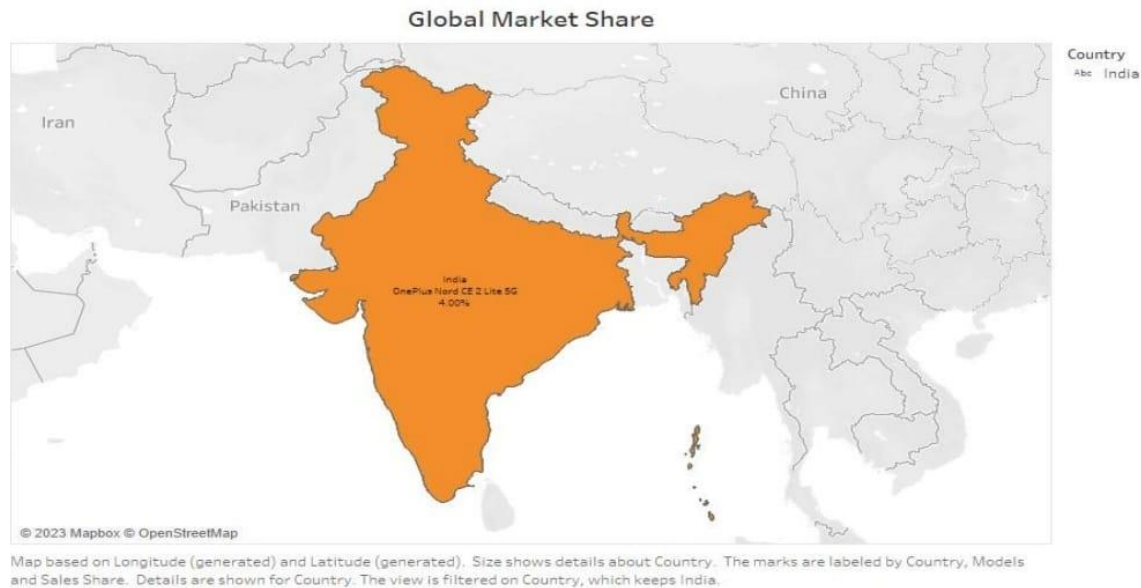 Global Market Share
Country
Abc India
China
Iran
Pakistan
India
OnePlus Nord CE 2 Lite 5G
4.00%
© 2023 Mapbox © OpenStreetMap
Map based on Longitude (generated) and Latitude (generated). Size shows details about Country. The marks are labeled by Country, Models
and Sales Share. Details are shown for Country. The view is filtered on Country, which keeps India.